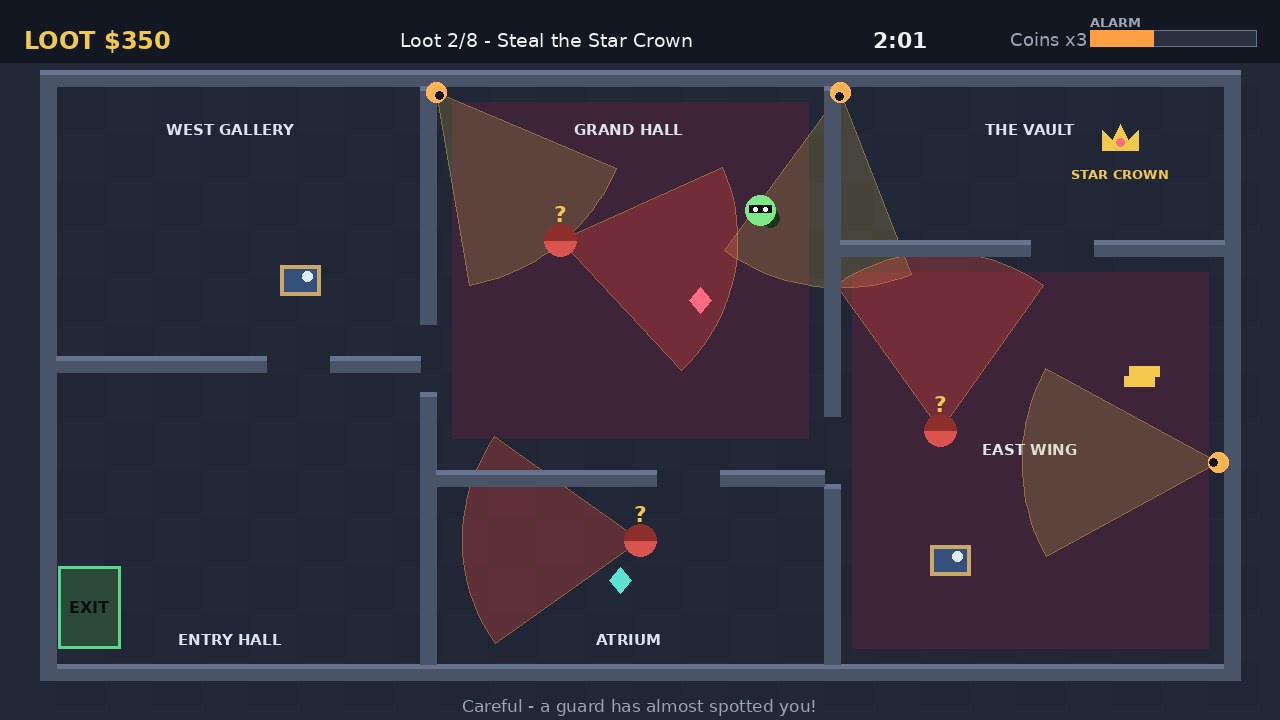 LOOT $350
Loot 2/8 - Steal the Star Crown
2:01
Coins x3
ALARM
WEST GALLERY
GRAND HALL
THE VAULT
STAR CROWN
?
?
EAST WING
?
EXIT
ENTRY HALL
ATRIUM
Careful - a guard has almost spotted you!